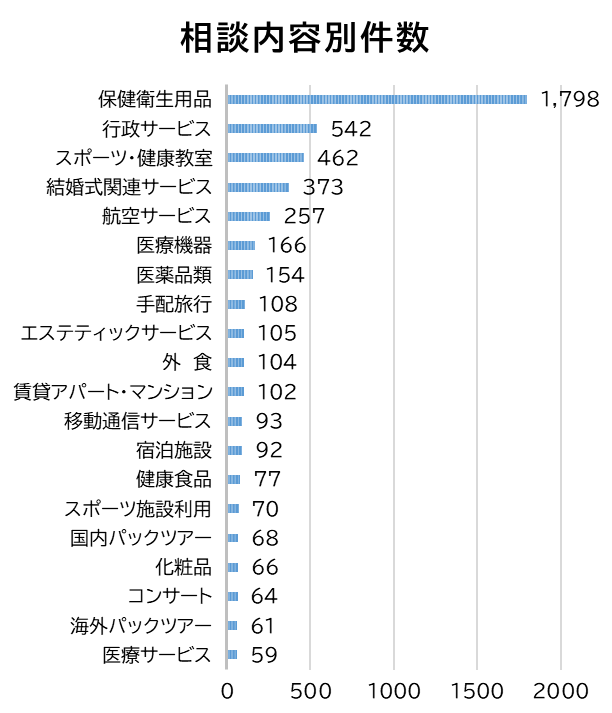 相談内容別件数
保健衛生用品 1,798
行政サービス 542
スポーツ・健康教室 462
結婚式関連サービス 373
航空サービス 257
医療機器 166
医薬品類 154
手配旅行 108
エステティックサービス 105
外　食 104
賃貸アパート・マンション 102
移動通信サービス 93
宿泊施設 92
健康食品 77
スポーツ施設利用 70
国内パックツアー 68
化粧品 66
コンサート 64
海外パックツアー 61
医療サービス 59
0 500 1000 1500 2000